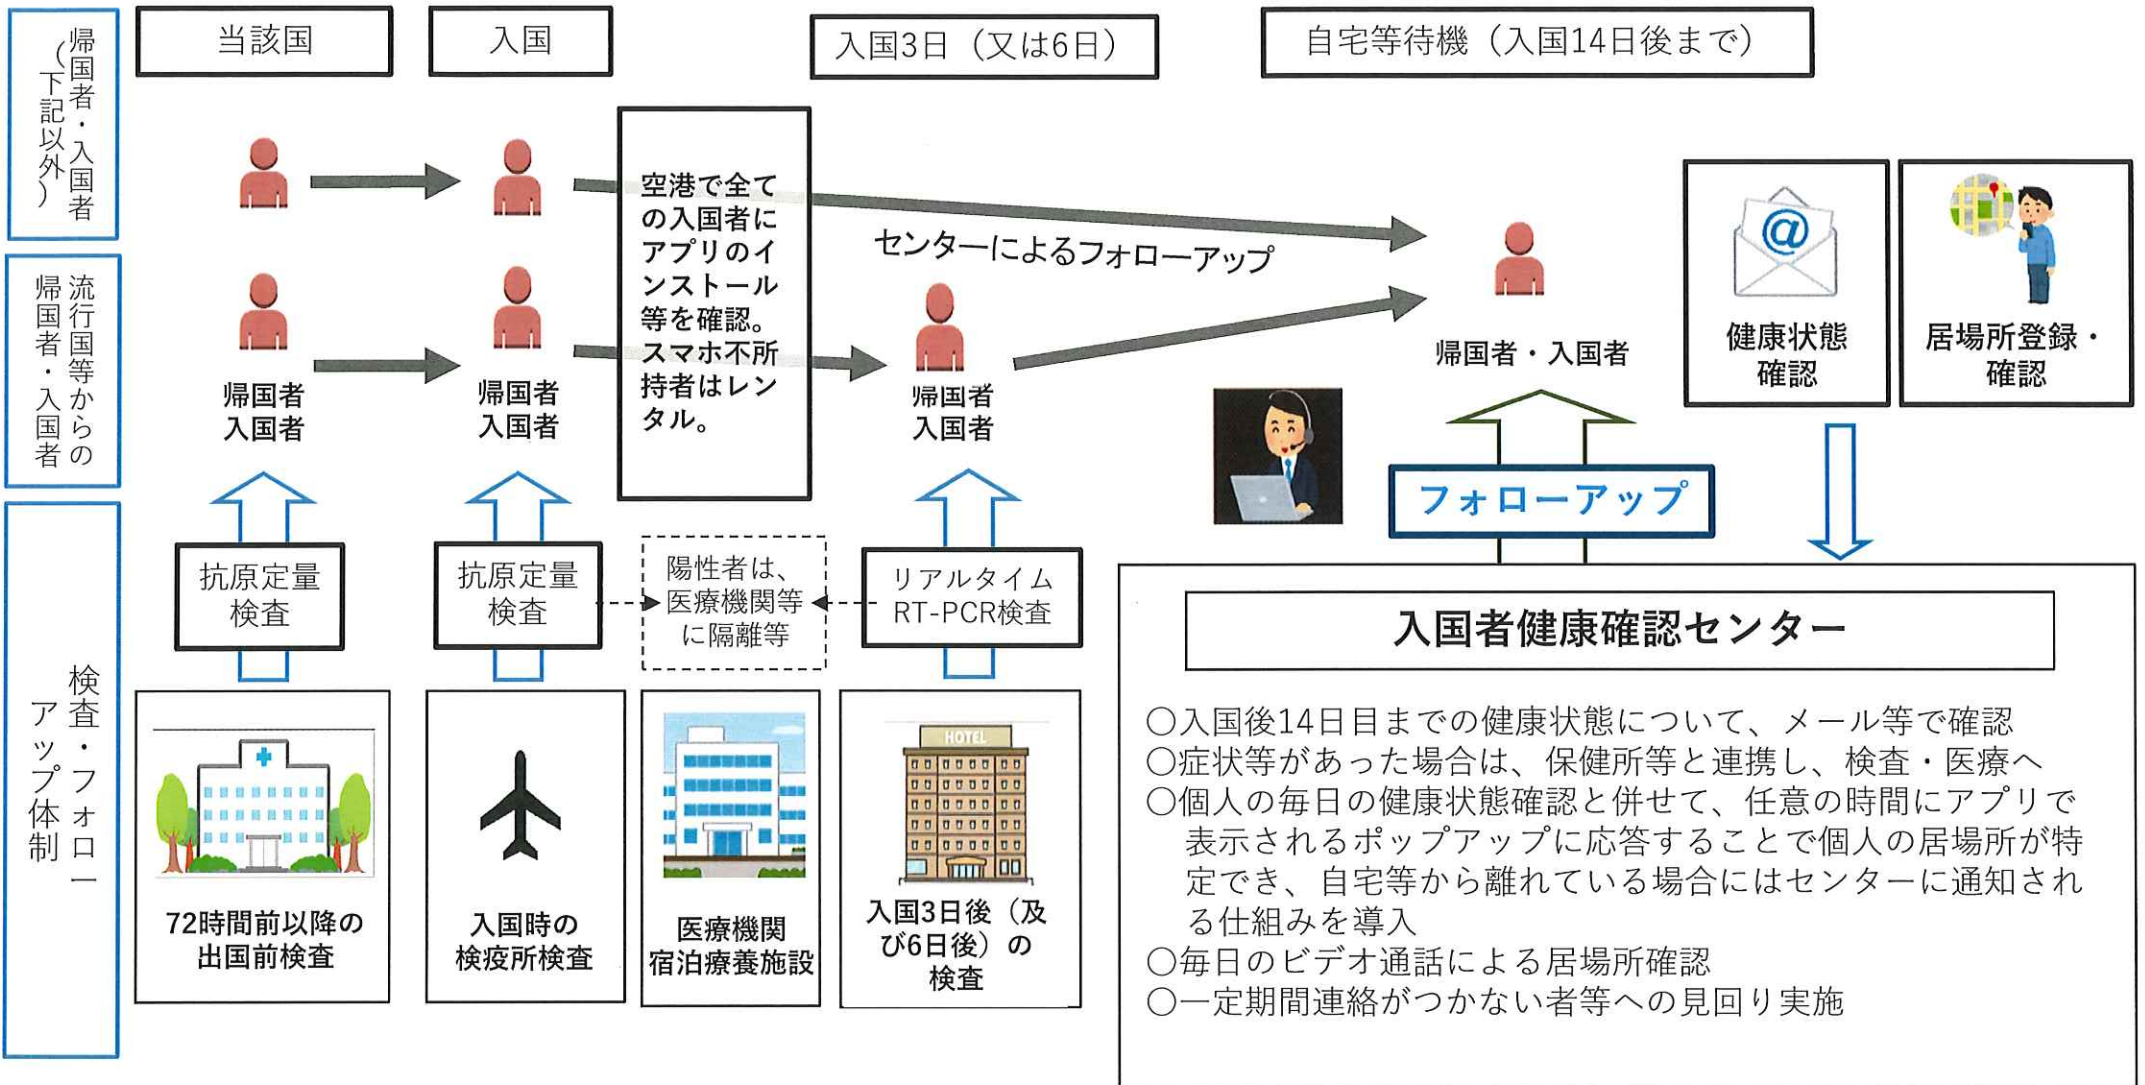 帰国者・入国者
（下記以外）
当該国
入国
入国3日（又は6日）
自宅等待機（入国14日後まで）
空港で全て
の入国者に
アプリのイ
ンストール
等を確認。
スマホ不所
持者はレン
タル。
センターによるフォローアップ
流行国等からの
帰国者・入国者
帰国者
入国者
帰国者
入国者
帰国者
入国者
帰国者・入国者
@
健康状態
確認
居場所登録・
確認
フォローアップ
検査・フォロー
アップ体制
抗原定量
検査
抗原定量
検査
陽性者は、
医療機関等
に隔離等
リアルタイム
RT-PCR検査
72時間前以降の
出国前検査
入国時の
検疫所検査
医療機関
宿泊療養施設
HOTEL
入国3日後（及
び6日後）の
検査
入国者健康確認センター
○入国後14日目までの健康状態について、メール等で確認
○症状等があった場合は、保健所等と連携し、検査・医療へ
○個人の毎日の健康状態確認と併せて、任意の時間にアプリで
表示されるポップアップに応答することで個人の居場所が特
定でき、自宅等から離れている場合にはセンターに通知され
る仕組みを導入
○毎日のビデオ通話による居場所確認
○一定期間連絡がつかない者等への見回り実施